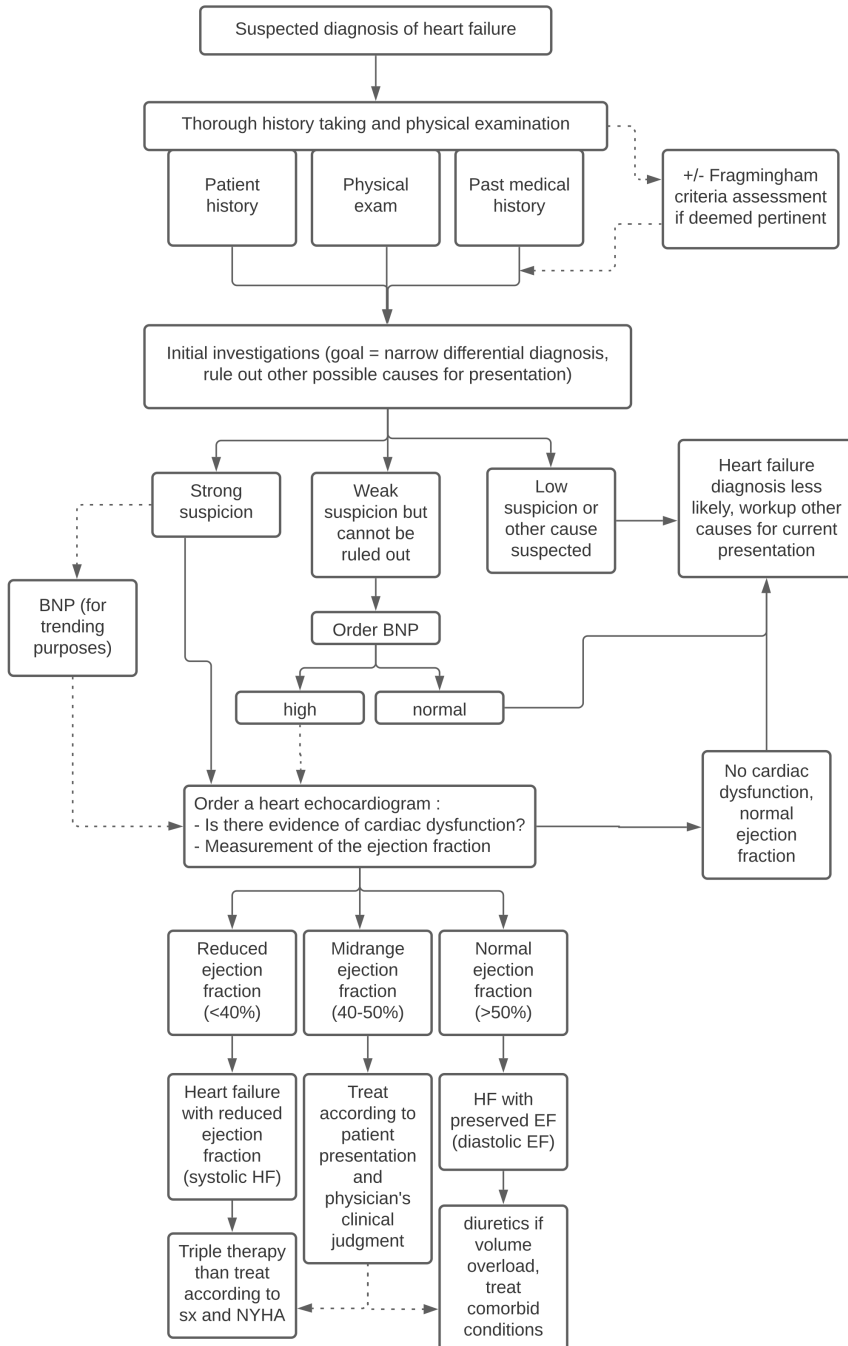 Suspected diagnosis of heart failure
Thorough history taking and physical examination
Patient
history
Physical
exam
Past medical
history
+/- Fragmingham
criteria assessment
if deemed pertinent
Initial investigations (goal = narrow differential diagnosis,
rule out other possible causes for presentation)
Strong
suspicion
Weak
suspicion but
cannot be
ruled out
Low
suspicion or
other cause
suspected
Heart failure
diagnosis less
likely, workup other
causes for current
presentation
BNP (for
trending
purposes)
Order BNP
high
normal
Order a heart echocardiogram :
- Is there evidence of cardiac dysfunction?
- Measurement of the ejection fraction
No cardiac
dysfunction,
normal
ejection
fraction
Reduced
ejection
fraction
(<40%)
Midrange
ejection
fraction
(40-50%)
Normal
ejection
fraction
(>50%)
Heart failure
with reduced
ejection
fraction
(systolic HF)
Treat
according to
patient
presentation
and
physician's
clinical
judgment
HF with
preserved EF
(diastolic EF)
Triple therapy
than treat
according to
sx and NYHA
diuretics if
volume
overload,
treat
comorbid
conditions